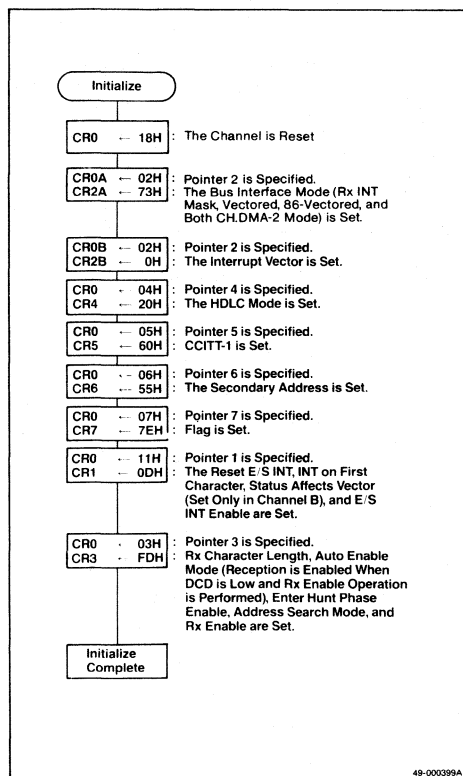 Initialize
CR0 ← 18H : The Channel is Reset
CR0A ← 02H : Pointer 2 is Specified.
CR2A ← 73H : The Bus Interface Mode (Rx INT
Mask, Vectored, 86-Vectored, and
Both CH.DMA-2 Mode) is Set.
CR0B ← 02H : Pointer 2 is Specified.
CR2B ← 0H : The Interrupt Vector is Set.
CR0 ← 04H : Pointer 4 is Specified.
CR4 ← 20H : The HDLC Mode is Set.
CR0 ← 05H : Pointer 5 is Specified.
CR5 ← 60H : CCITT-1 is Set.
CR0 ← 06H : Pointer 6 is Specified.
CR6 ← 55H : The Secondary Address is Set.
CR0 ← 07H : Pointer 7 is Specified.
CR7 ← 7EH : Flag is Set.
CR0 ← 11H : Pointer 1 is Specified.
CR1 ← 0DH : The Reset E/S INT, INT on First
Character, Status Affects Vector
(Set Only in Channel B), and E/S
INT Enable are Set.
CR0 ← 03H : Pointer 3 is Specified.
CR3 ← FDH : Rx Character Length, Auto Enable
Mode (Reception is Enabled When
DCD is Low and Rx Enable Operation
is Performed), Enter Hunt Phase
Enable, Address Search Mode, and
Rx Enable are Set.
Initialize
Complete
49-000399A